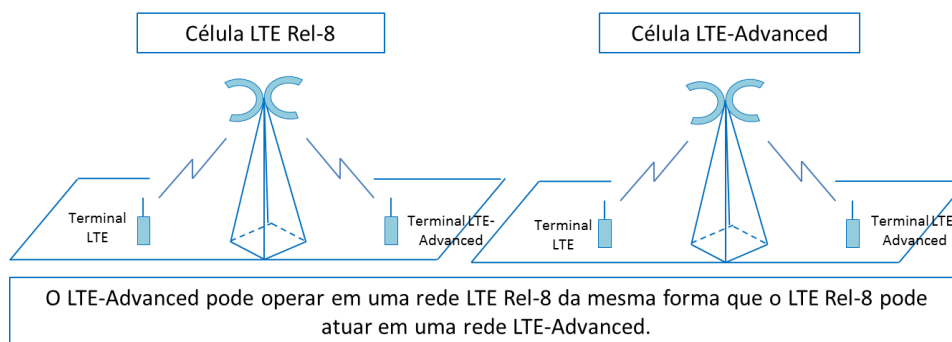 Célula LTE Rel-8
Célula LTE-Advanced
Terminal
LTE
Terminal LTE-
Advanced
Terminal
LTE
Terminal LTE
Advanced
O LTE-Advanced pode operar em uma rede LTE Rel-8 da mesma forma que o LTE Rel-8 pode
atuar em uma rede LTE-Advanced.